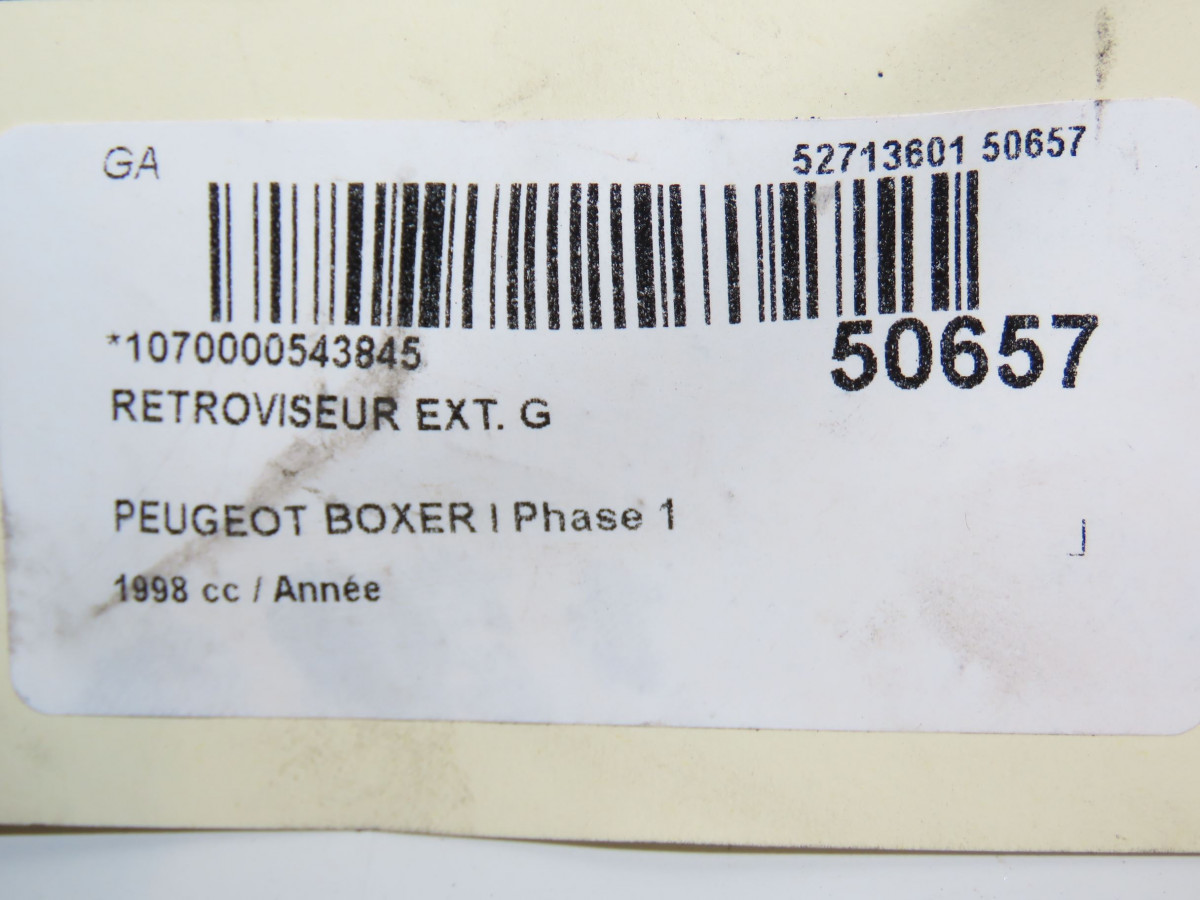 GA
52713601 50657
50657
*1070000543845
RETROVISEUR EXT. G
PEUGEOT BOXER I Phase 1
1998 cc / Année